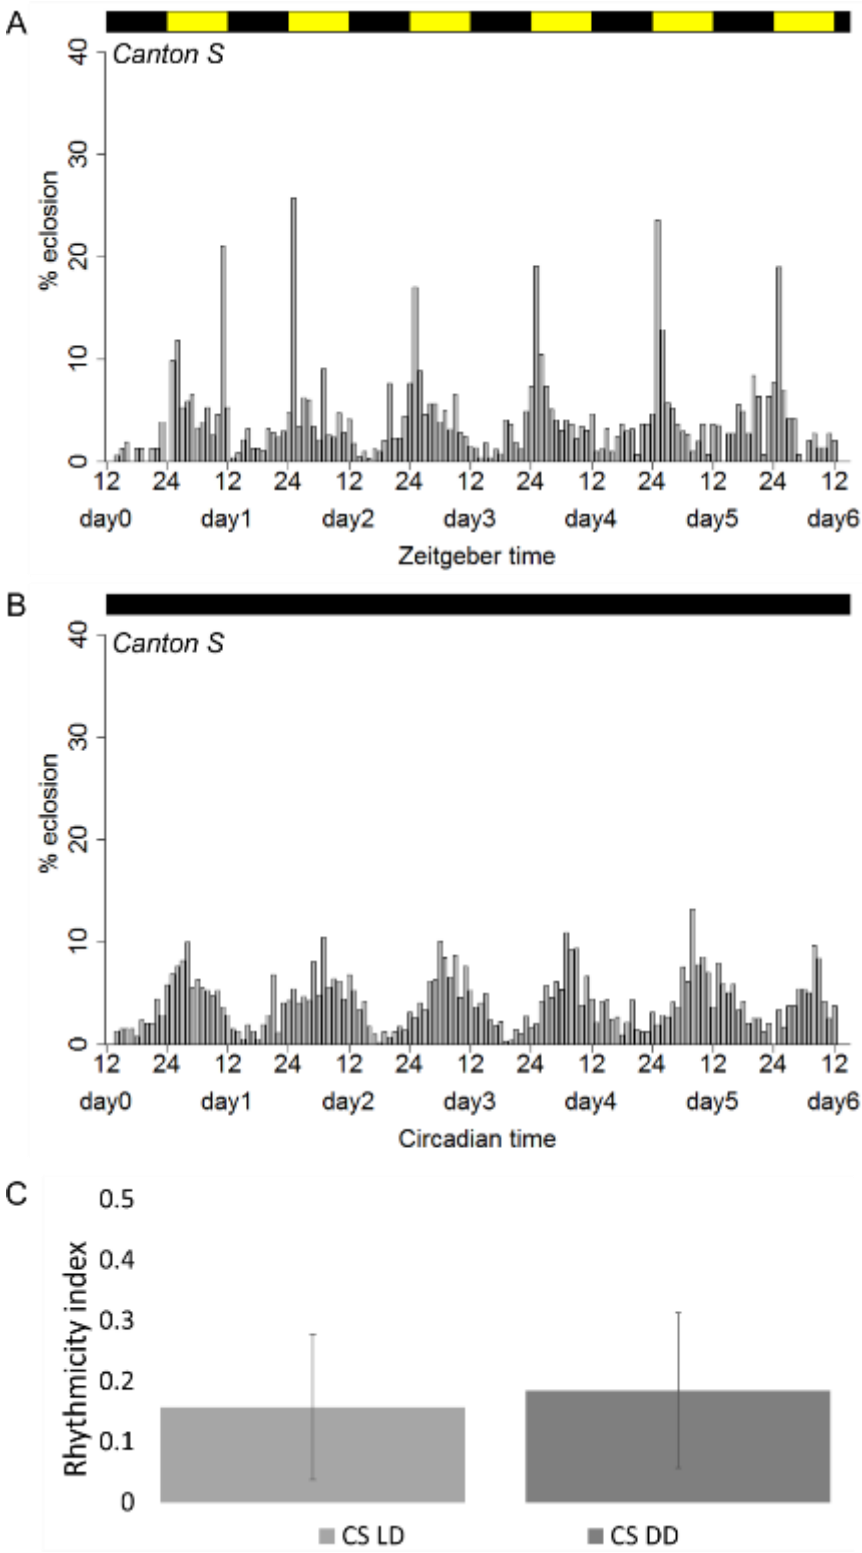 A
Canton S
% eclosion
40
30
20
10
0
12 24 12 24 12 24 12 24 12 24 12 24 12
day0 day1 day2 day3 day4 day5 day6
Zeitgeber time
B
Canton S
% eclosion
40
30
20
10
0
12 24 12 24 12 24 12 24 12 24 12 24 12
day0 day1 day2 day3 day4 day5 day6
Circadian time
C
Rhythmicity index
0.5
0.4
0.3
0.2
0.1
0
CS LD CS DD